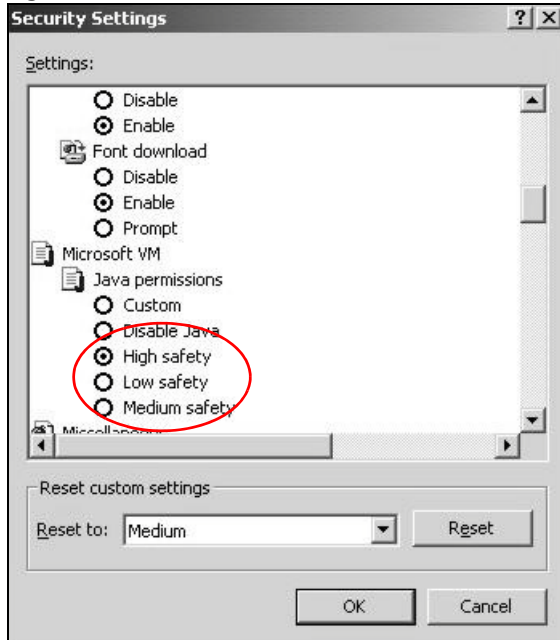 Security Settings
Settings:
Disable
Enable
Font download
Disable
Enable
Prompt
Microsoft VM
Java permissions
Custom
Disable Java
High safety
Low safety
Medium safety
Miscellaneous
Reset custom settings
Reset to: Medium Reset
OK Cancel